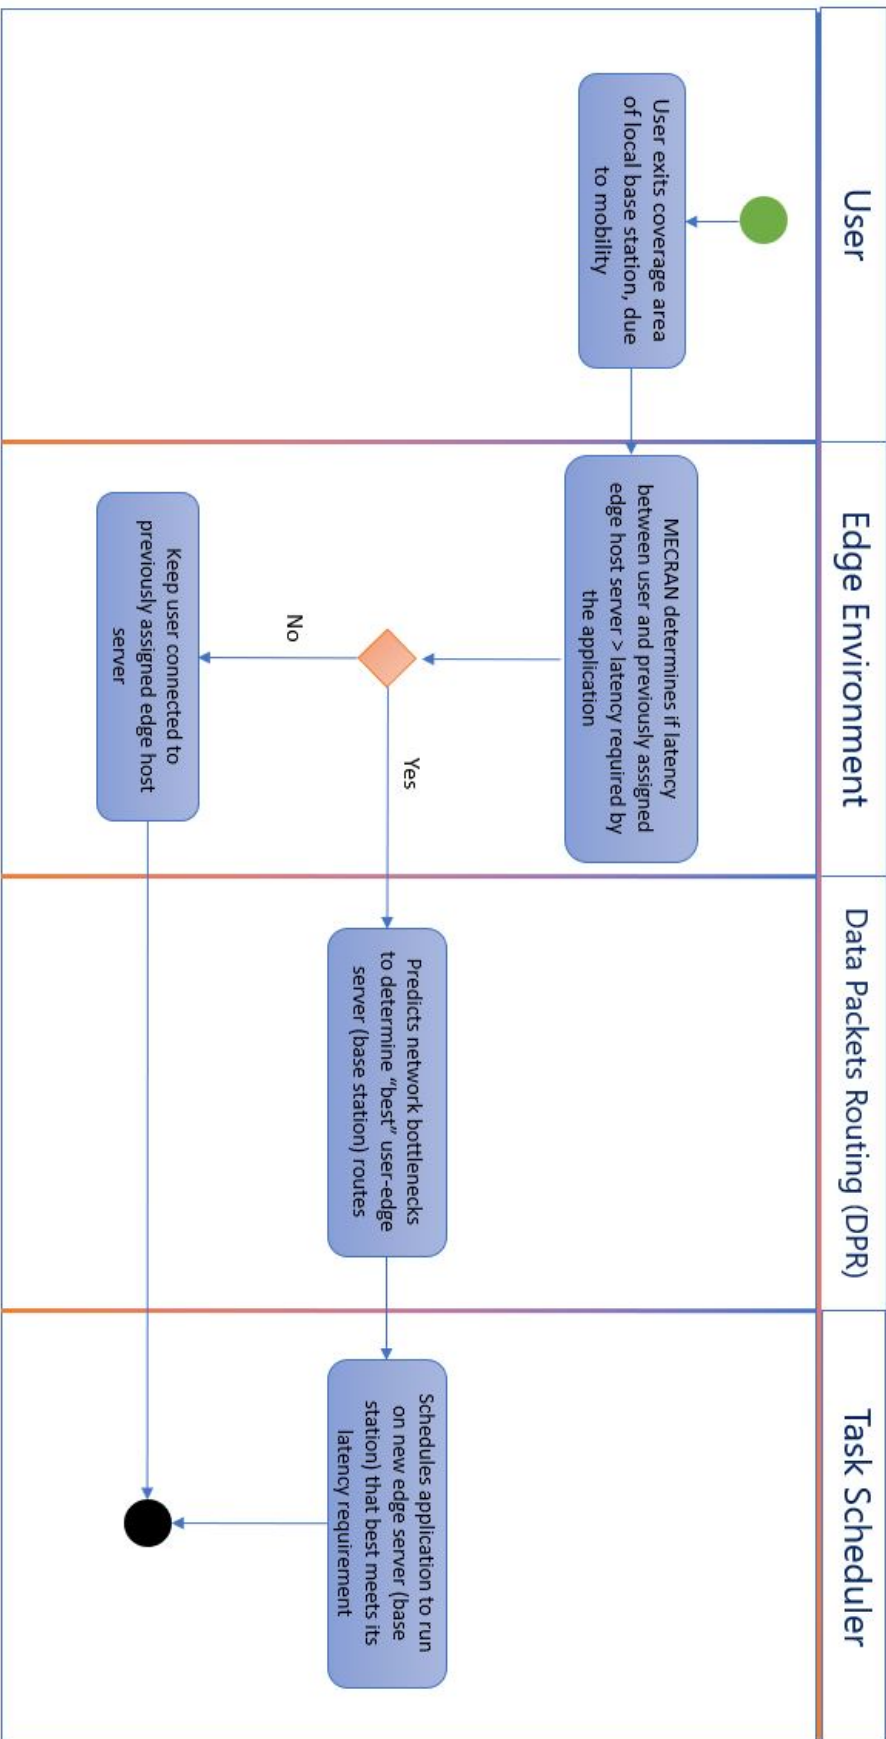 User
Edge Environment
Data Packets Routing (DPR)
Task Scheduler
User exits coverage area
of local base station, due
to mobility
MECRAN determines if latency
between user and previously assigned
edge host server > latency required by
the application
No
Yes
Keep user connected to
previously assigned edge host
server
Predicts network bottlenecks
to determine “best” user-edge
server (base station) routes
Schedules application to run
on new edge server (base
station) that best meets its
latency requirement